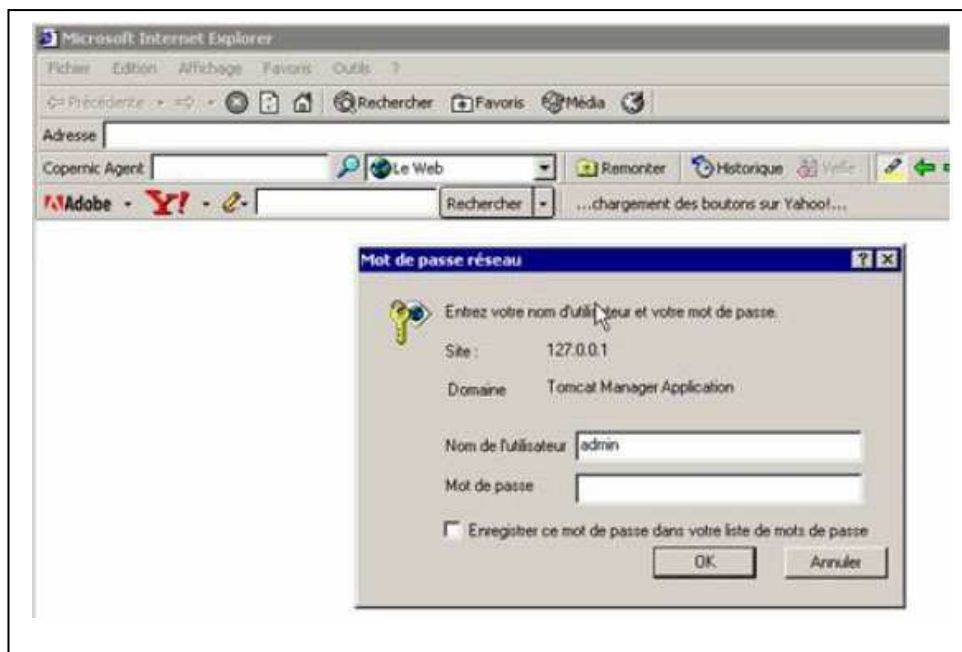 Microsoft Internet Explorer
Fichier Edition Affichage Favoris Outils ?
Précédente Rechercher Favoris Média
Adresse
Copernic Agent Le Web Remonter Historique Veille
Adobe Y! Rechercher ...chargement des boutons sur Yahoo!...
Mot de passe réseau ? X
Entrez votre nom d'utilisateur et votre mot de passe.
Site : 127.0.0.1
Domaine Tomcat Manager Application
Nom de l'utilisateur admin
Mot de passe
Enregistrer ce mot de passe dans votre liste de mots de passe
OK Annuler